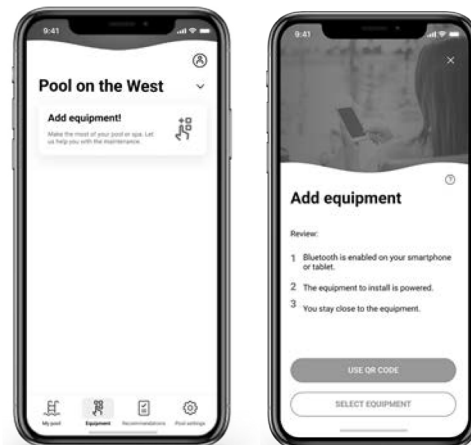 9:41
Pool on the West
Add equipment!
Make the most of your pool or spa. Let
us help you with the maintenance.
My pool
Equipment
Recommendations
Pool settings
9:41
Add equipment
Review:
1 Bluetooth is enabled on your smartphone
or tablet.
2 The equipment to install is powered.
3 You stay close to the equipment.
USE QR CODE
SELECT EQUIPMENT